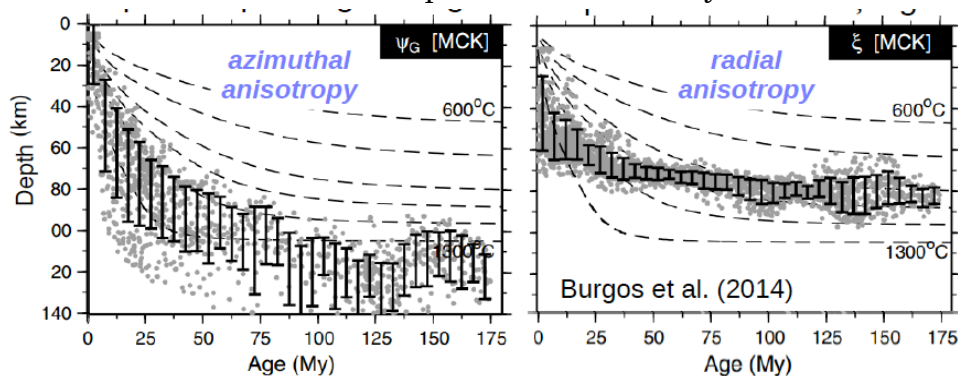 ψG [MCK]
azimuthal
anisotropy
600°C
1300°C
Depth (km)
0
20
40
60
80
00
20
140
0
25
50
75
100
125
150
175
Age (My)
ξ [MCK]
radial
anisotropy
600°C
1300°C
Burgos et al. (2014)
0
25
50
75
100
125
150
175
Age (My)